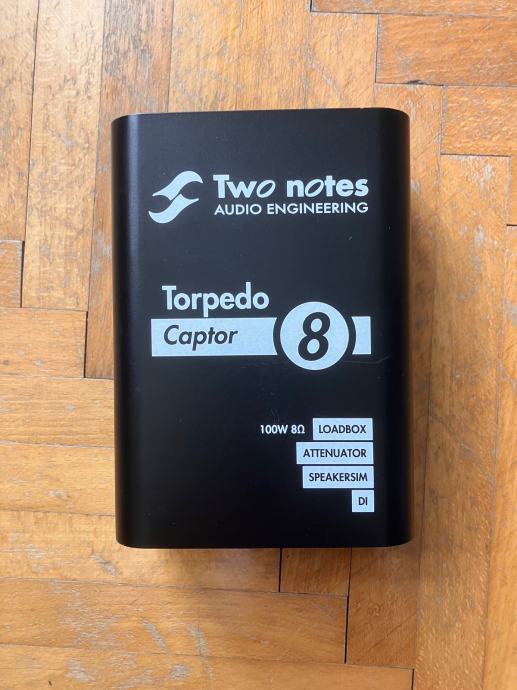 Two notes
AUDIO ENGINEERING
Torpedo
Captor 8
100W 8Ω LOADBOX
ATTENUATOR
SPEAKERSIM
DI